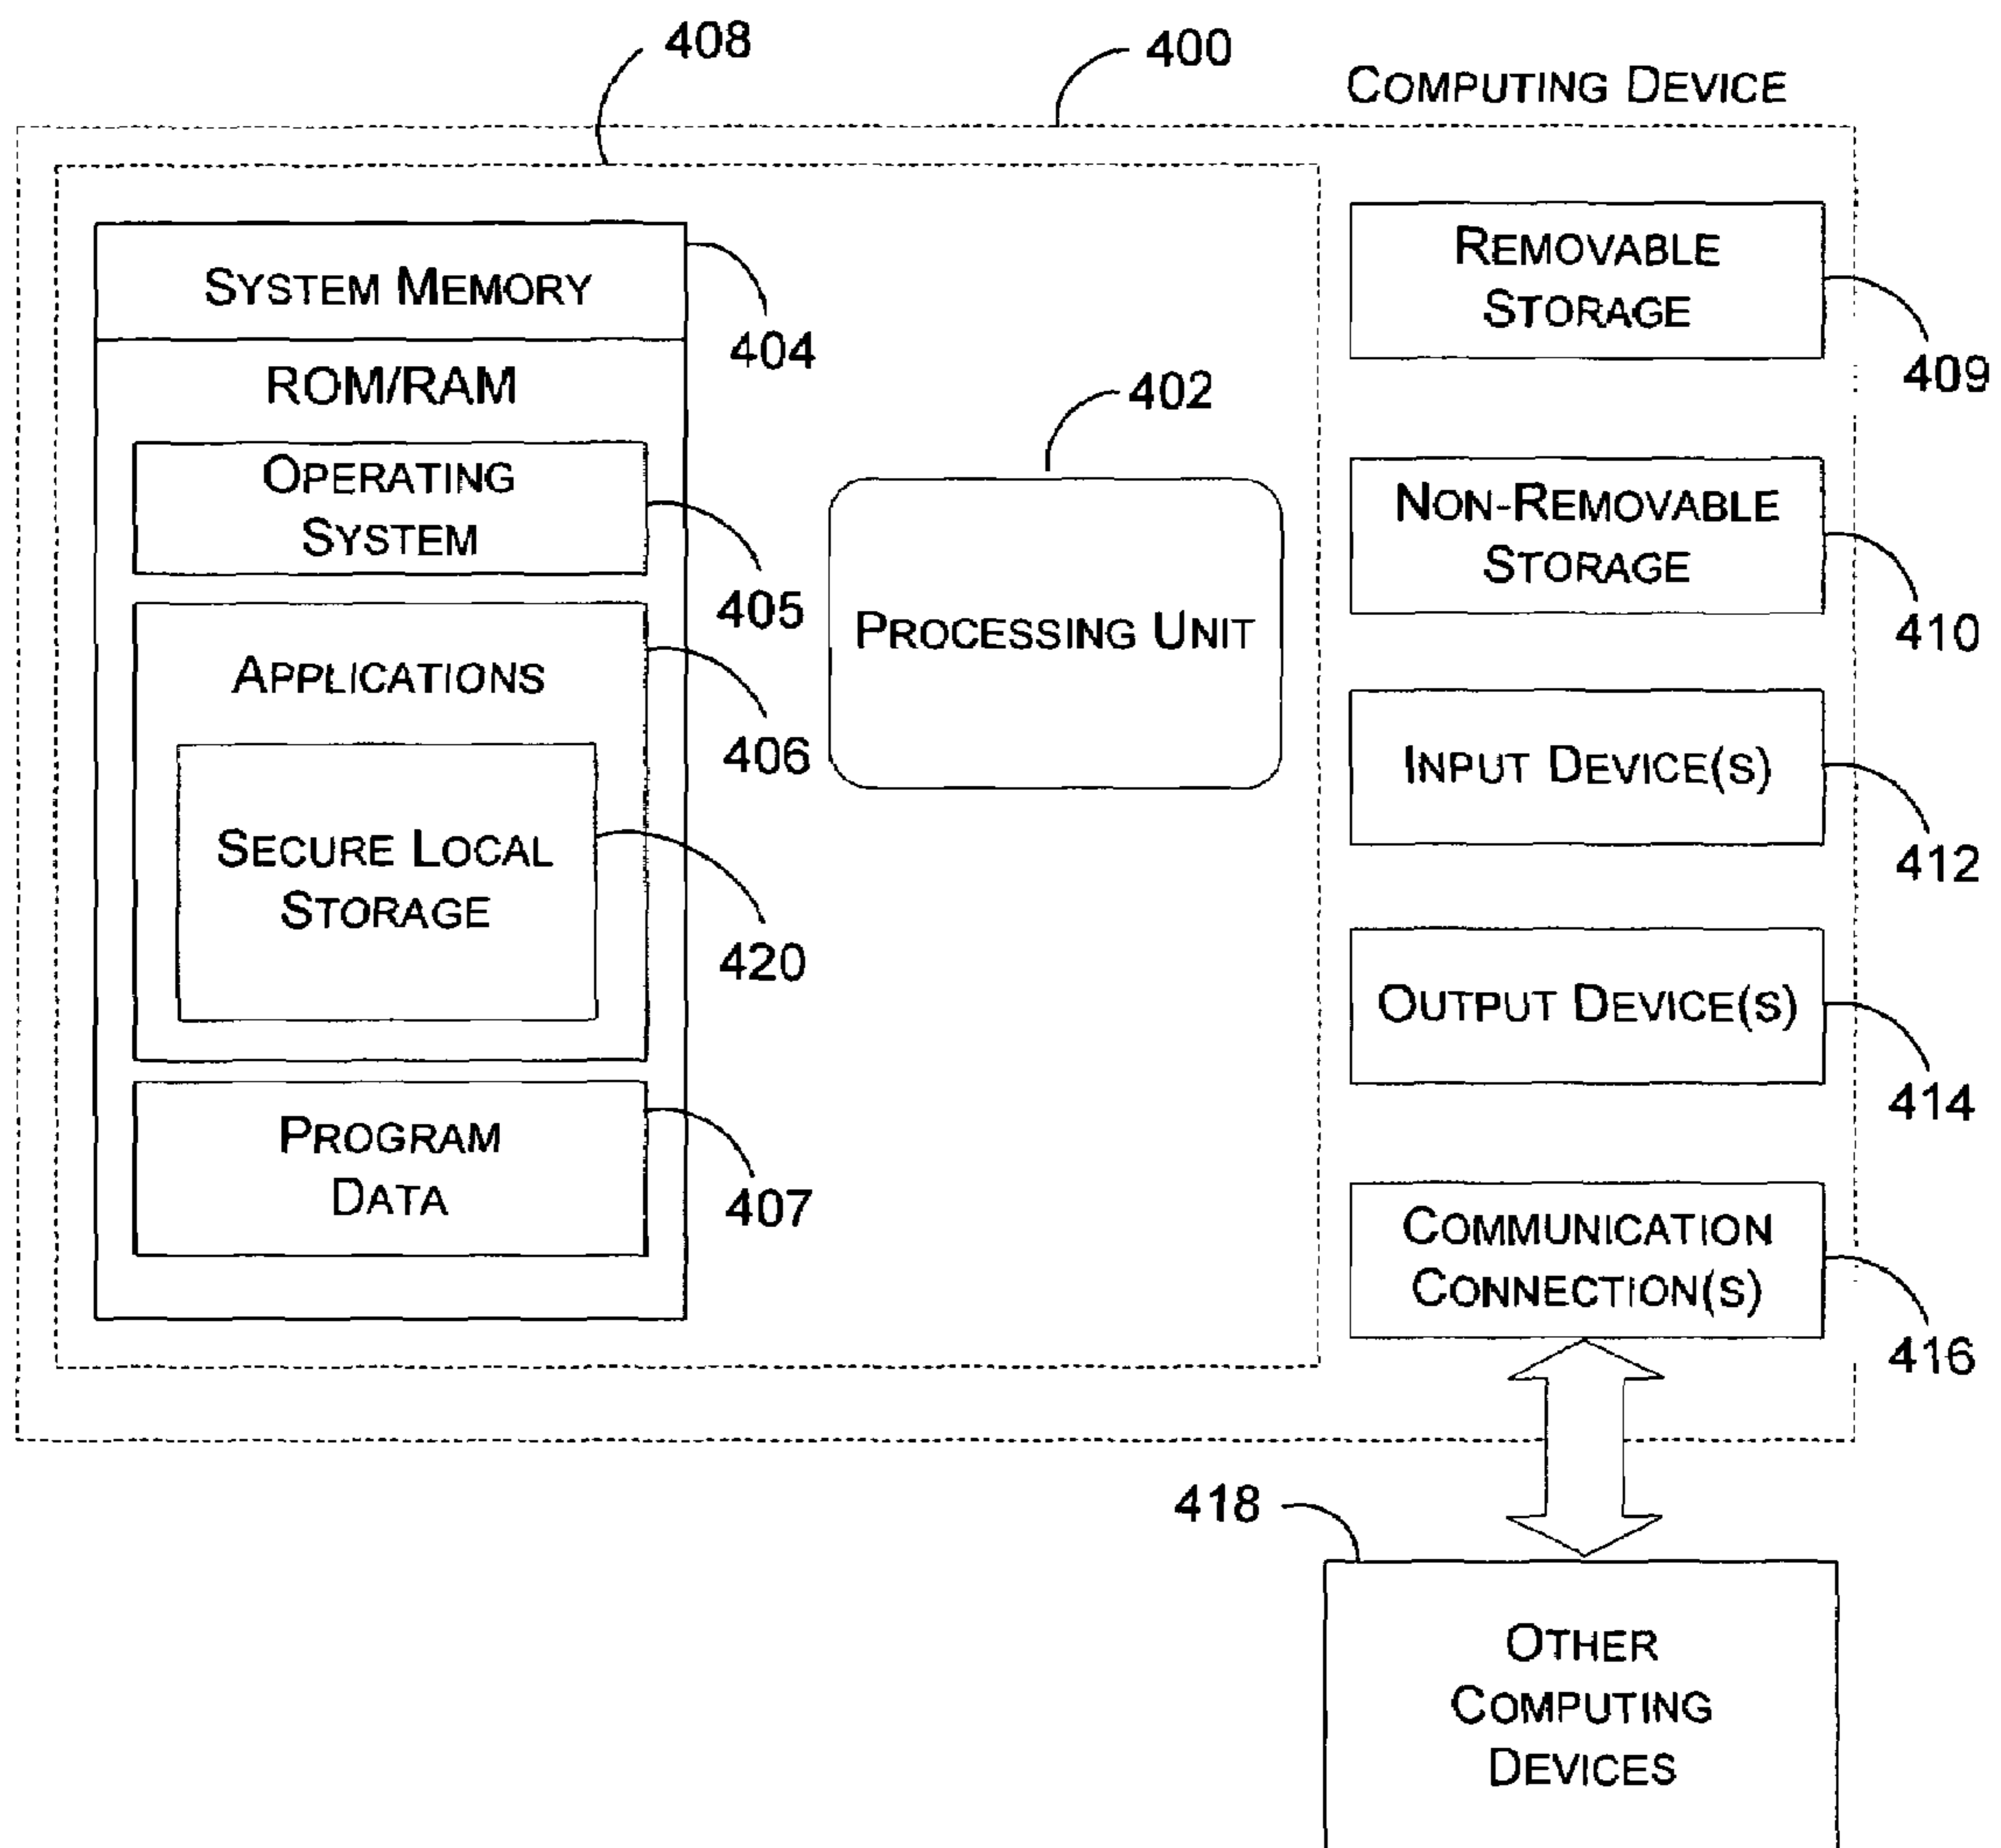 408
400
COMPUTING DEVICE
SYSTEM MEMORY
404
ROM/RAM
OPERATING
SYSTEM
405
APPLICATIONS
406
SECURE LOCAL
STORAGE
420
PROGRAM
DATA
407
402
PROCESSING UNIT
REMOVABLE
STORAGE
409
NON-REMOVABLE
STORAGE
410
INPUT DEVICE(S)
412
OUTPUT DEVICE(S)
414
COMMUNICATION
CONNECTION(S)
416
418
OTHER
COMPUTING
DEVICES